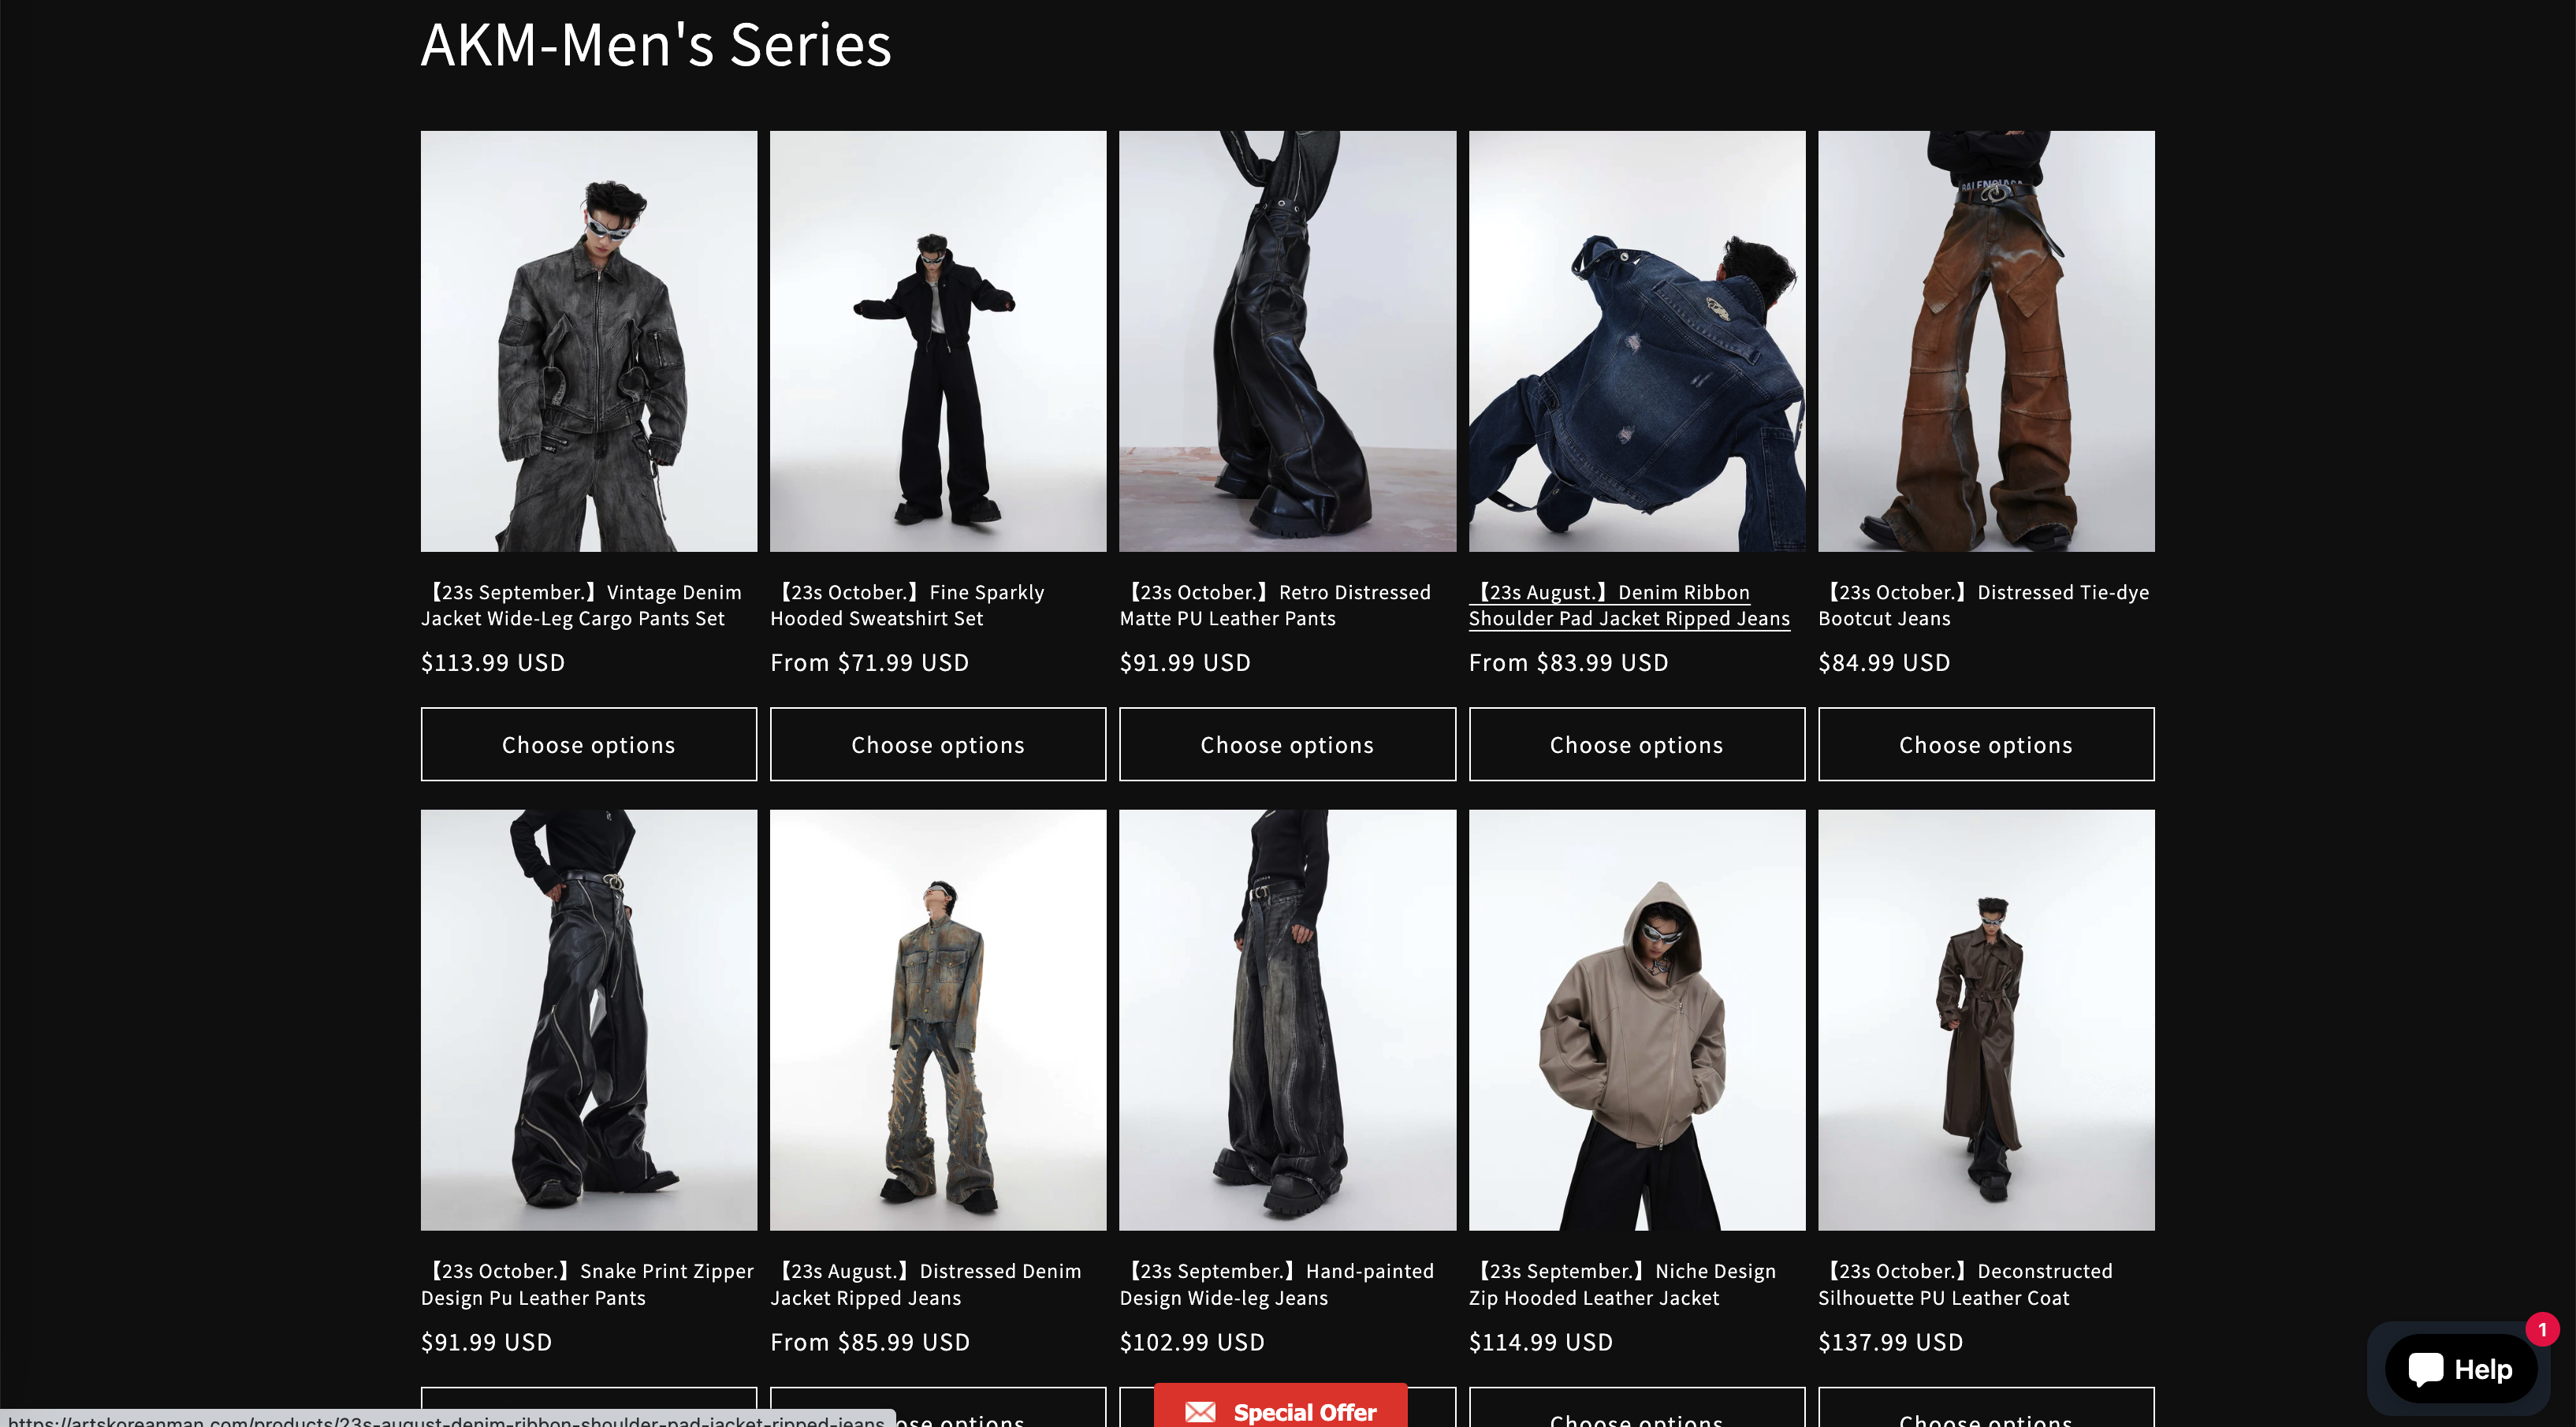 AKM-Men's Series
【23s September.】Vintage Denim
Jacket Wide-Leg Cargo Pants Set
$113.99 USD
Choose options
【23s October.】Fine Sparkly
Hooded Sweatshirt Set
From $71.99 USD
Choose options
【23s October.】Retro Distressed
Matte PU Leather Pants
$91.99 USD
Choose options
【23s August.】Denim Ribbon
Shoulder Pad Jacket Ripped Jeans
From $83.99 USD
Choose options
BALENCIAGA
【23s October.】Distressed Tie-dye
Bootcut Jeans
$84.99 USD
Choose options
【23s October.】Snake Print Zipper
Design Pu Leather Pants
$91.99 USD
【23s August.】Distressed Denim
Jacket Ripped Jeans
From $85.99 USD
options
【23s September.】Hand-painted
Design Wide-leg Jeans
$102.99 USD
【23s September.】Niche Design
Zip Hooded Leather Jacket
$114.99 USD
Choose options
【23s October.】Deconstructed
Silhouette PU Leather Coat
$137.99 USD
Choose options
https://artskoreanman.com/products/23s-august-denim-ribbon-shoulder-pad-jacket-ripped-jeans
Special Offer
1
Help